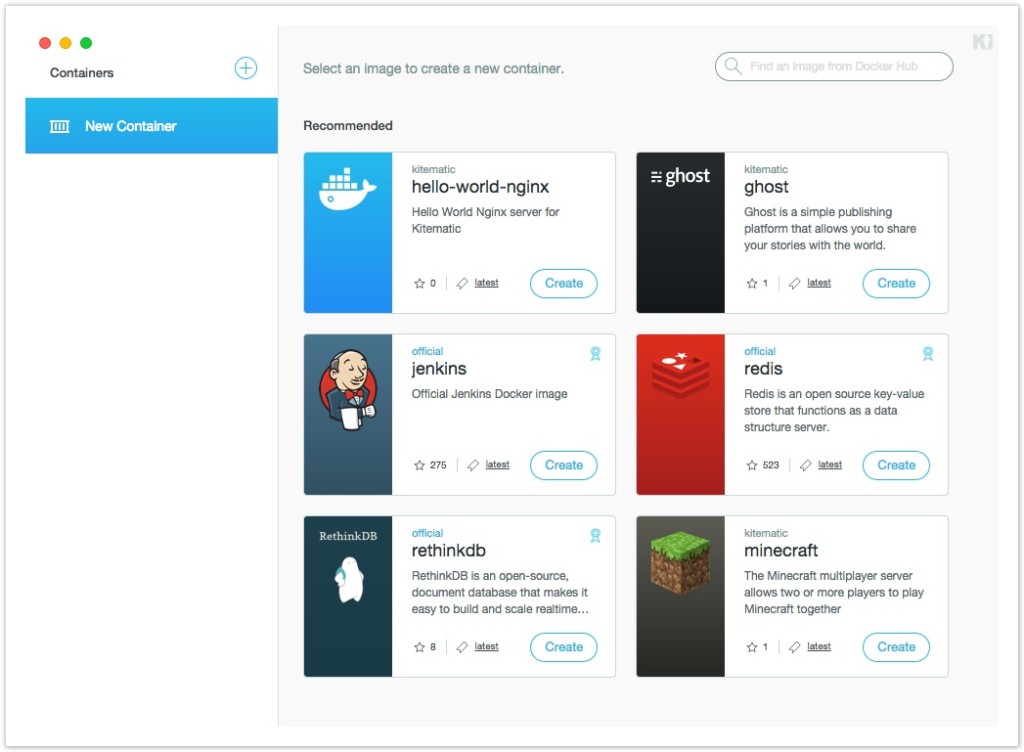 Containers
New Container
Select an image to create a new container.
Find an image from Docker Hub
Recommended
kitematic
hello-world-nginx
Hello World Nginx server for
Kitematic
0
latest
Create
ghost
kitematic
ghost
Ghost is a simple publishing
platform that allows you to share
your stories with the world.
1
latest
Create
official
jenkins
Official Jenkins Docker image
275
latest
Create
official
redis
Redis is an open source key-value
store that functions as a data
structure server.
523
latest
Create
RethinkDB
official
rethinkdb
RethinkDB is an open-source,
document database that makes it
easy to build and scale realtime...
8
latest
Create
kitematic
minecraft
The Minecraft multiplayer server
allows two or more players to play
Minecraft together
1
latest
Create